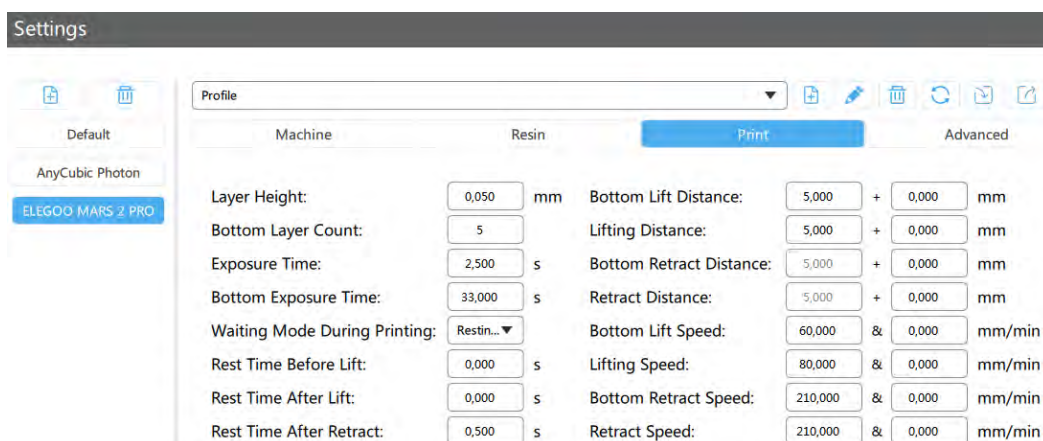 Settings
Profile
Default
Machine Resin Print Advanced
AnyCubic Photon
ELEGOO MARS 2 PRO
Layer Height: 0,050 mm Bottom Lift Distance: 5,000 + 0,000 mm
Bottom Layer Count: 5 Lifting Distance: 5,000 + 0,000 mm
Exposure Time: 2,500 s Bottom Retract Distance: 5,000 + 0,000 mm
Bottom Exposure Time: 33,000 s Retract Distance: 5,000 + 0,000 mm
Waiting Mode During Printing: Restin... Bottom Lift Speed: 60,000 & 0,000 mm/min
Rest Time Before Lift: 0,000 s Lifting Speed: 80,000 & 0,000 mm/min
Rest Time After Lift: 0,000 s Bottom Retract Speed: 210,000 & 0,000 mm/min
Rest Time After Retract: 0,500 s Retract Speed: 210,000 & 0,000 mm/min